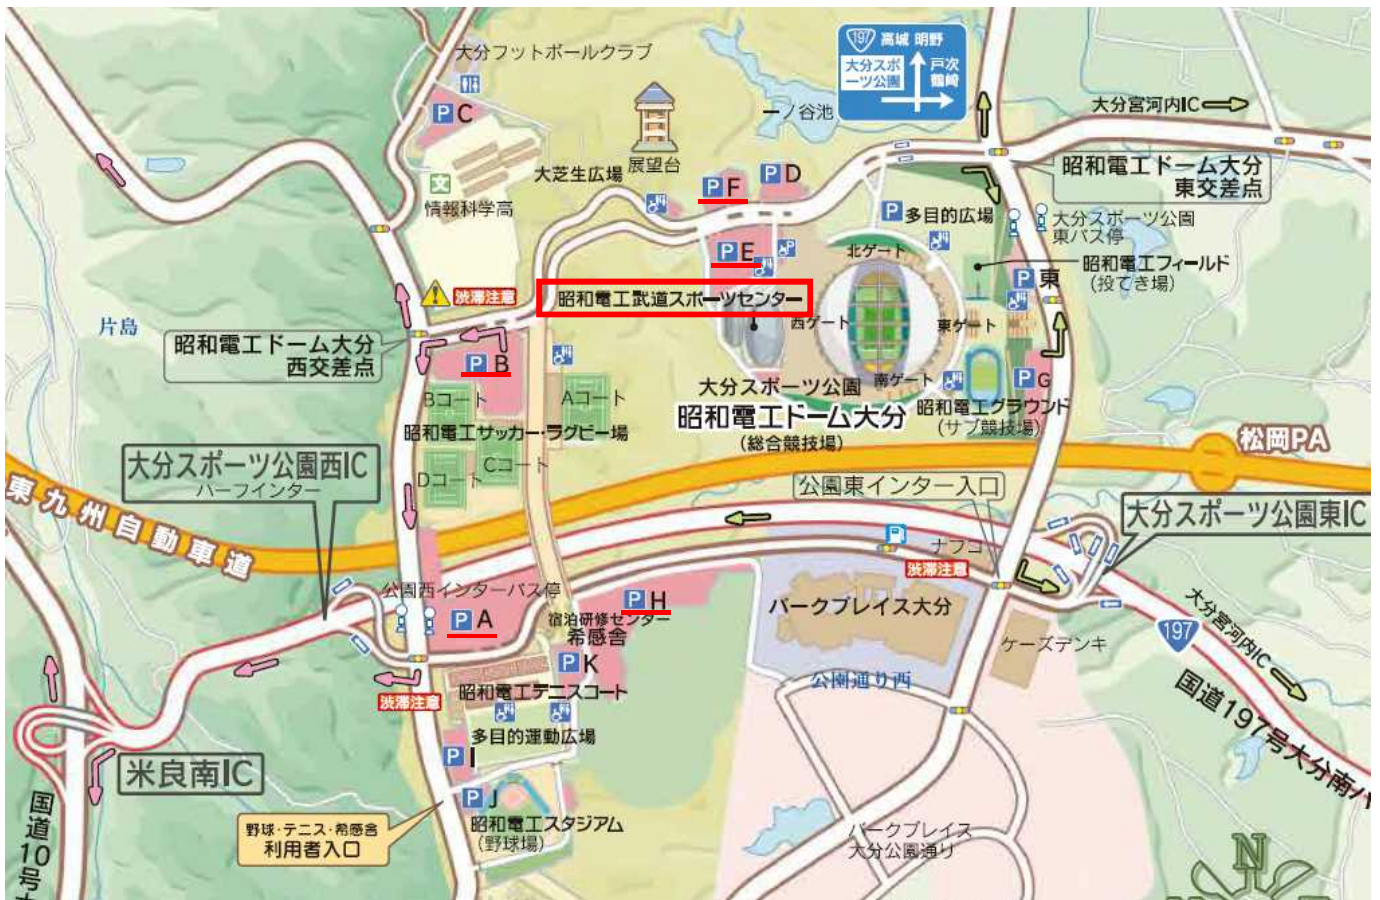 大分フットボールクラブ
P C
文
情報科学高
大芝生広場
展望台
一ノ谷池
197 高城 明野
大分スポ
ーツ公園
戸次
鶴崎
大分宮河内IC
昭和電工ドーム大分
東交差点
P F
P D
P 多目的広場
大分スポーツ公園
東バス停
P E
P
北ゲート
昭和電工フィールド
(投てき場)
P 東
渋滞注意
昭和電工武道スポーツセンター
西ゲート
東ゲート
片島
昭和電工ドーム大分
西交差点
P B
Bコート
Aコート
大分スポーツ公園
昭和電工ドーム大分
(総合競技場)
南ゲート
P G
昭和電工グラウンド
(サブ競技場)
昭和電工サッカー・ラグビー場
Cコート
Dコート
松岡PA
大分スポーツ公園西IC
ハーフインター
公園東インター入口
大分スポーツ公園東IC
東九州自動車道
ナフコ
渋滞注意
公園西インターバス停
P A
P H
宿泊研修センター
希感舎
パークプレイス大分
ケーズデンキ
大分宮河内IC
197
P K
渋滞注意
昭和電工テニスコート
公園通り西
国道197号大分南バ
多目的運動広場
P I
米良南IC
P J
昭和電工スタジアム
(野球場)
野球・テニス・希感舎
利用者入口
パークプレイス
大分公園通り
国道10号
N